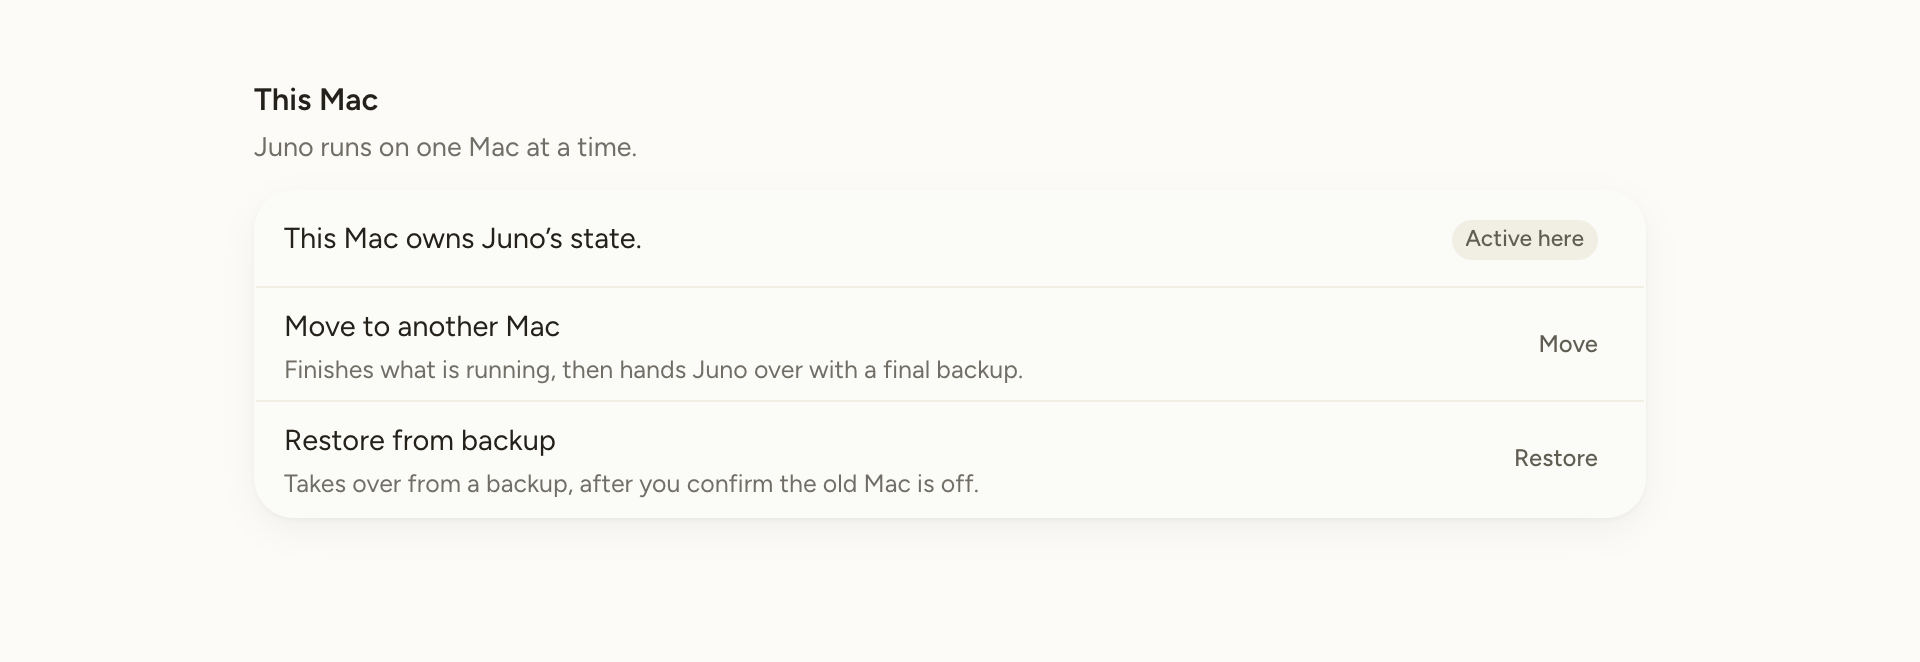 This Mac
Juno runs on one Mac at a time.
This Mac owns Juno’s state.
Active here
Move to another Mac
Finishes what is running, then hands Juno over with a final backup.
Move
Restore from backup
Takes over from a backup, after you confirm the old Mac is off.
Restore